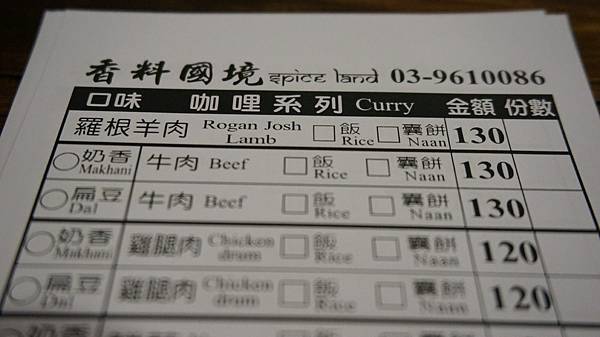 香料國境 spice land 03-9610086
口味 咖哩系列 Curry 金額 份數
羅根羊肉 Rogan Josh Lamb 飯 Rice 囊餅 Naan 130
奶香 Makhani 牛肉 Beef 飯 Rice 囊餅 Naan 130
扁豆 Dal 牛肉 Beef 飯 Rice 囊餅 Naan 130
奶香 Makhani 雞腿肉 Chicken drum 飯 Rice 囊餅 Naan 120
扁豆 Dal 雞腿肉 Chicken drum 飯 Rice 囊餅 Naan 120
奶香